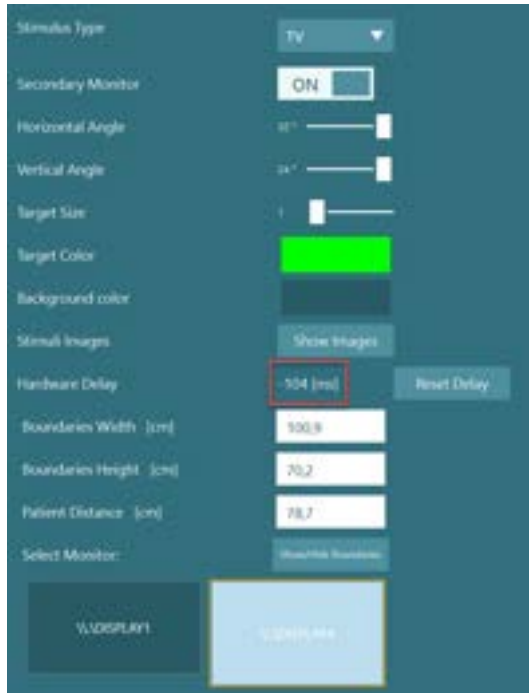 Stimulus Type
TV
Secondary Monitor
ON
Horizontal Angle
Vertical Angle
Target Size
1
Target Color
Background color
Stimuli Images
Show Images
Hardware Delay
-104 [ms]
Reset Delay
Boundaries Width [cm]
100,9
Boundaries Height [cm]
70,2
Patient Distance [cm]
78,7
Select Monitor:
Show/Hide Boundaries
\\.\DISPLAY1